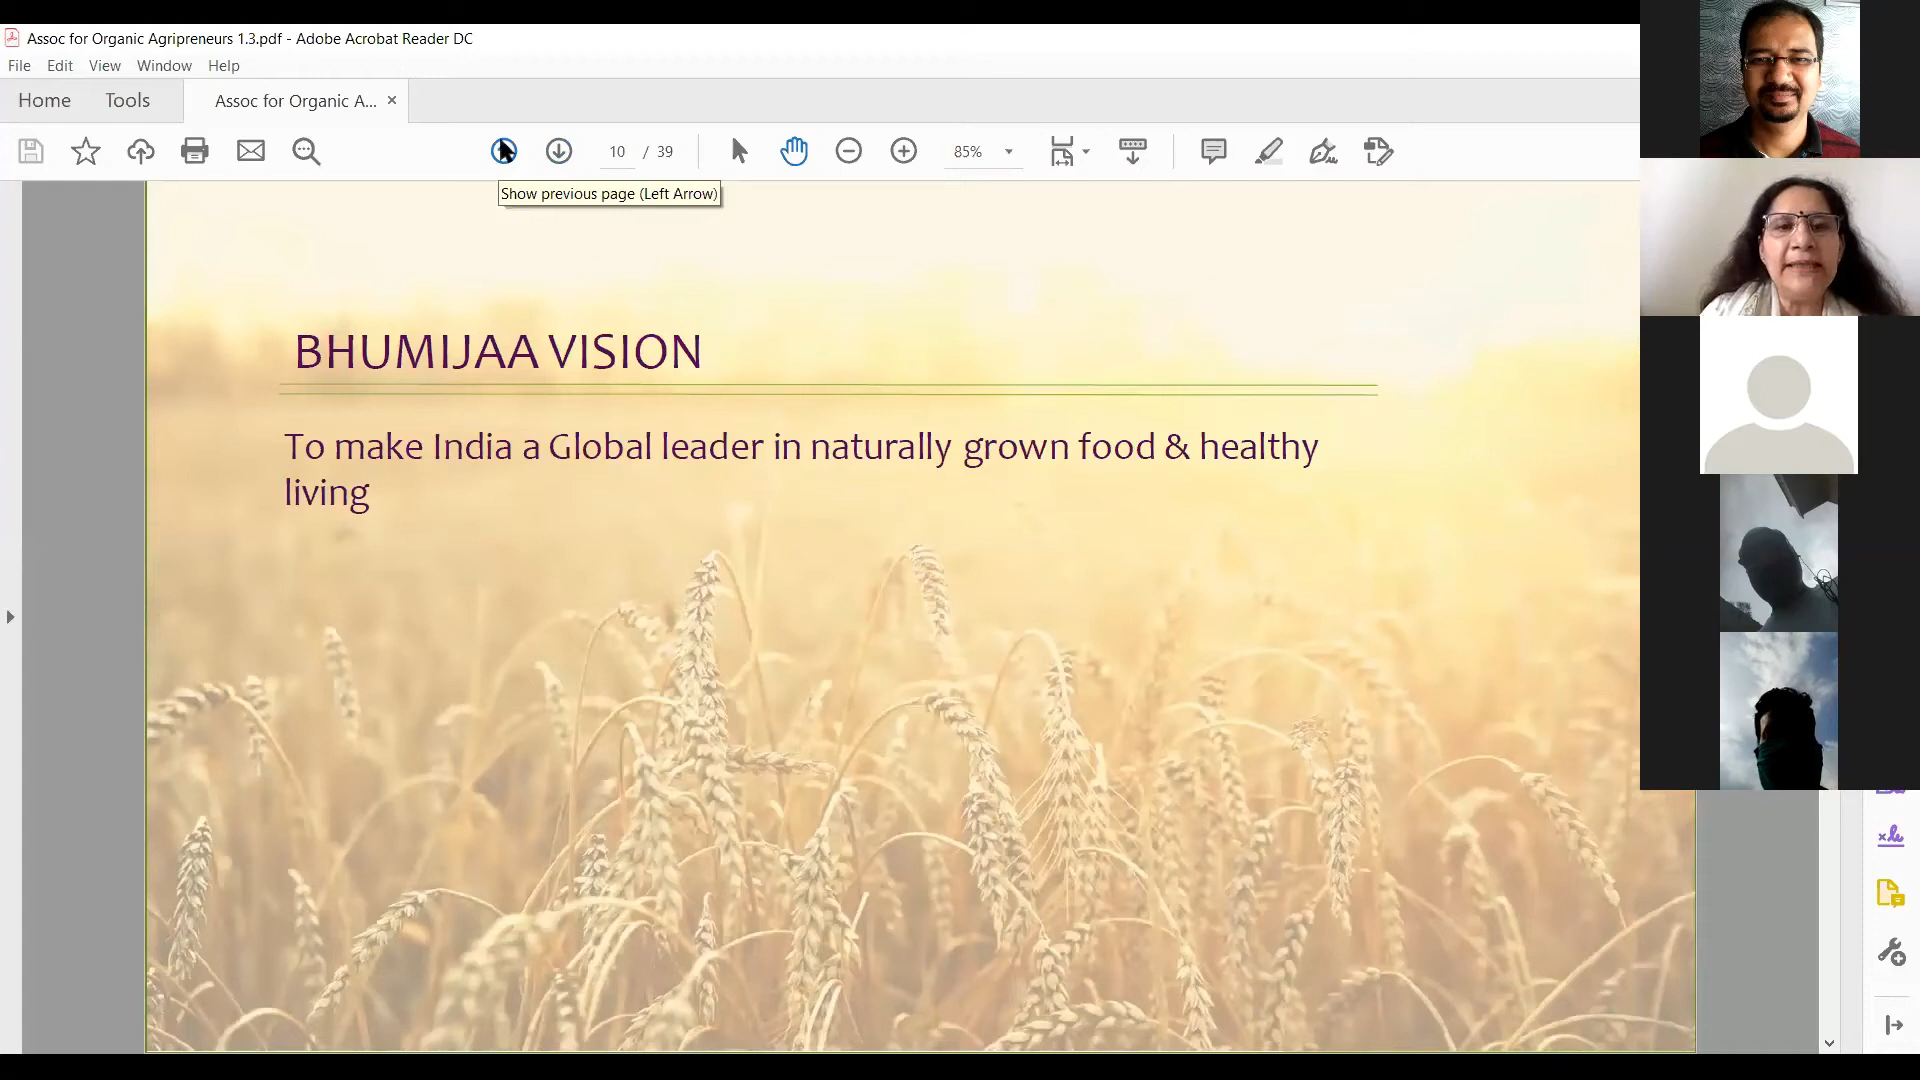 Assoc for Organic Agripreneurs 1.3.pdf - Adobe Acrobat Reader DC
File Edit View Window Help
Home Tools Assoc for Organic A... ×
10 / 39 85%
Show previous page (Left Arrow)
BHUMIJAA VISION
To make India a Global leader in naturally grown food & healthy
living